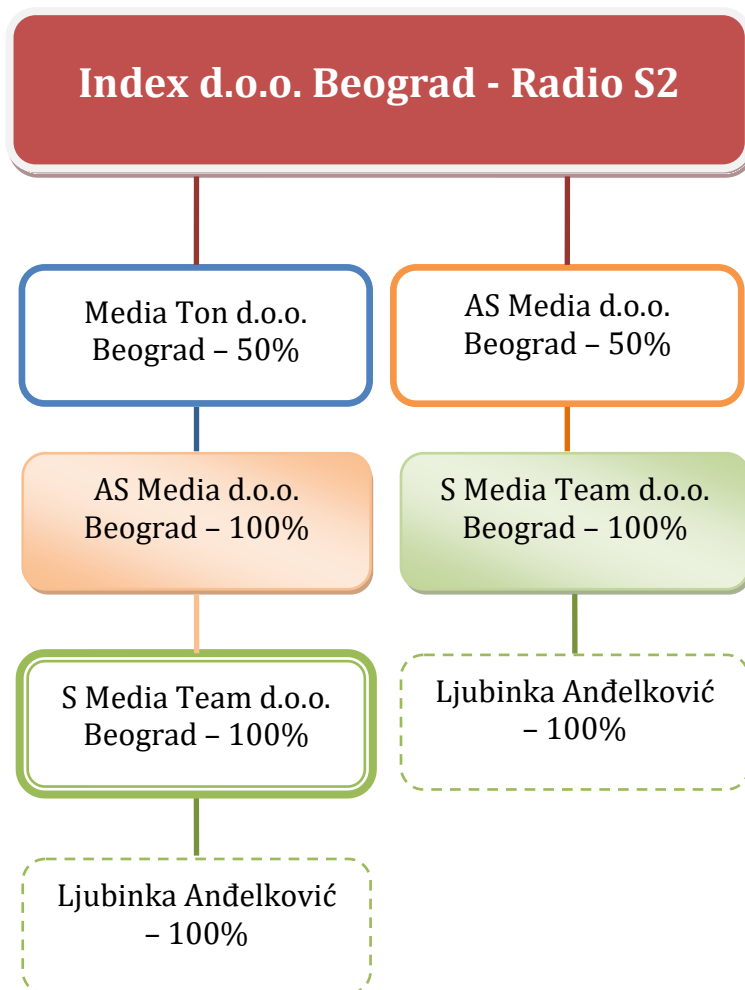 Index d.o.o. Beograd - Radio S2
Media Ton d.o.o.
Beograd – 50%
AS Media d.o.o.
Beograd – 50%
AS Media d.o.o.
Beograd – 100%
S Media Team d.o.o.
Beograd – 100%
S Media Team d.o.o.
Beograd – 100%
Ljubinka Anđelković
– 100%
Ljubinka Anđelković
– 100%